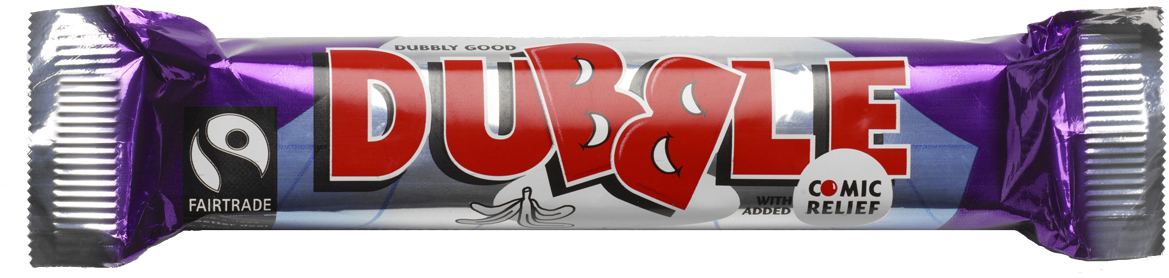 DUBBLY GOOD
DUBBLE
FAIRTRADE
WITH
ADDED
COMIC
RELIEF